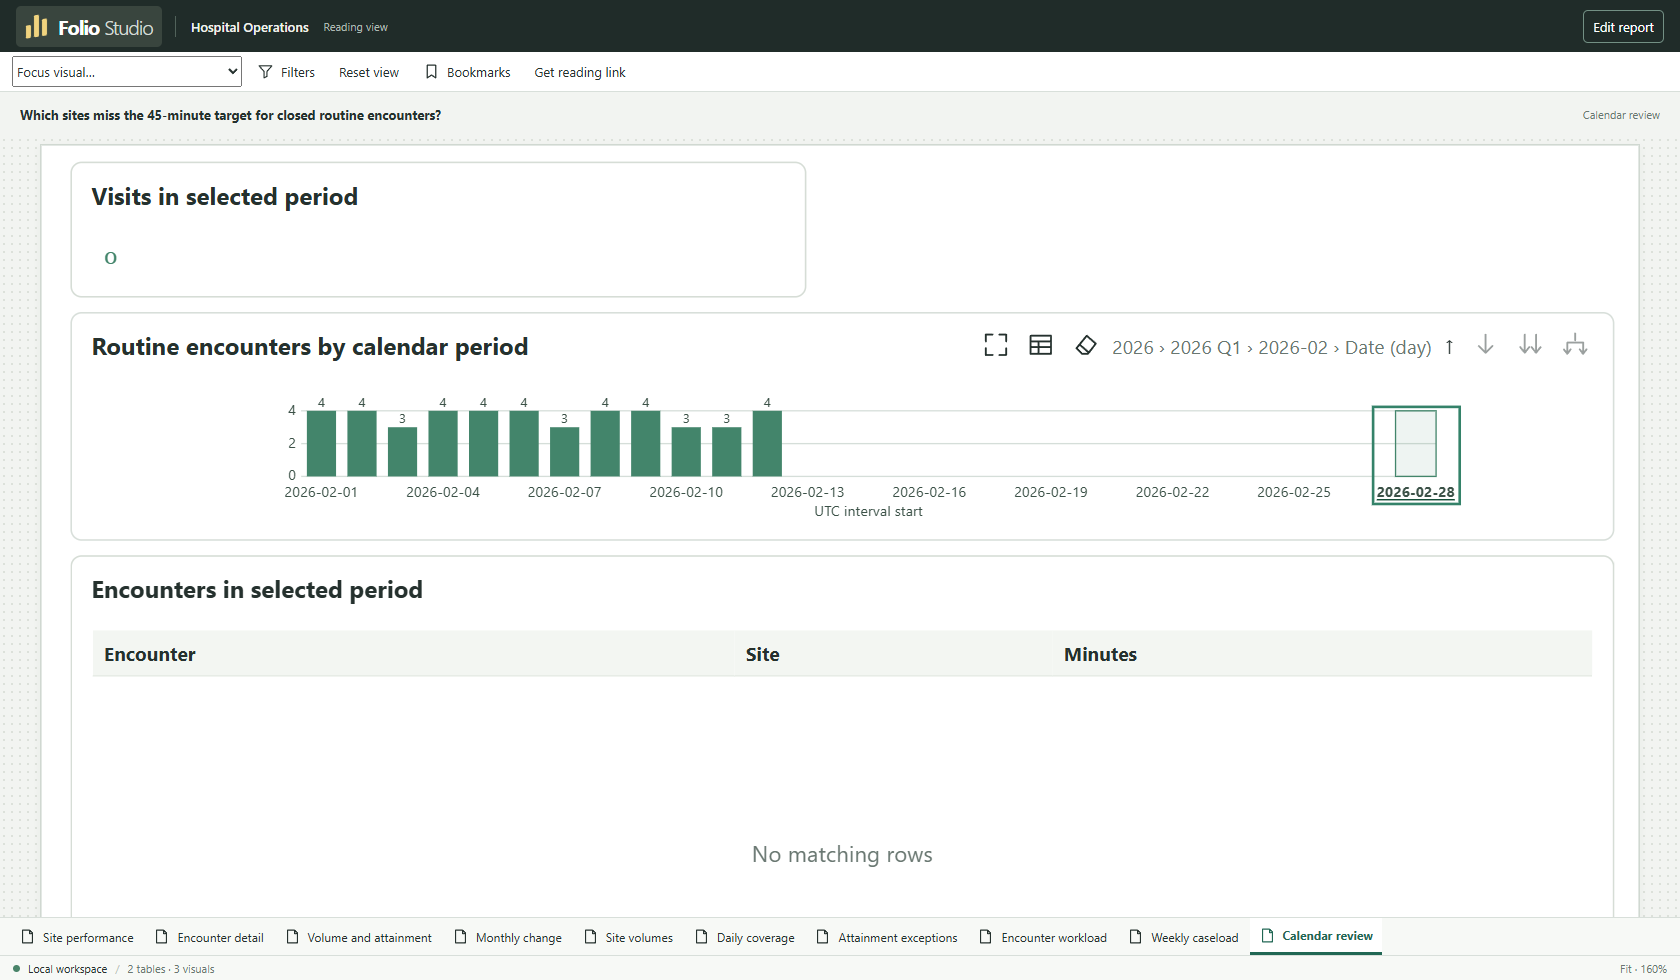 Folio Studio Hospital Operations Reading view Edit report
Focus visual... Filters Reset view Bookmarks Get reading link
Which sites miss the 45-minute target for closed routine encounters? Calendar review
Visits in selected period
0
Routine encounters by calendar period 2026 › 2026 Q1 › 2026-02 › Date (day) ↑
4 4 3 4 4 4 3 4 4 3 3 4
4
2
0
2026-02-01 2026-02-04 2026-02-07 2026-02-10 2026-02-13 2026-02-16 2026-02-19 2026-02-22 2026-02-25 2026-02-28
UTC interval start
Encounters in selected period
Encounter Site Minutes
No matching rows
Site performance Encounter detail Volume and attainment Monthly change Site volumes Daily coverage Attainment exceptions Encounter workload Weekly caseload Calendar review
Local workspace / 2 tables · 3 visuals Fit · 160%